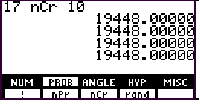 17 nCr 10
19448.00000
19448.00000
19448.00000
19448.00000
NUM PROB ANGLE HYP MISC
! nPr nCr rand